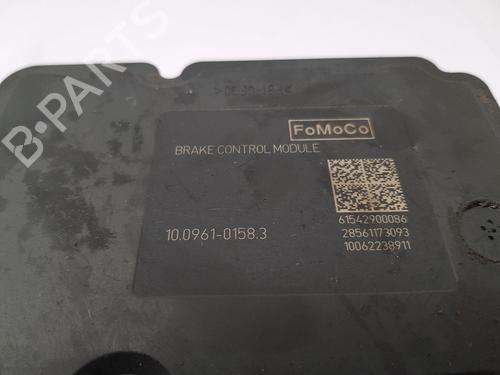 B-PARTS
FoMoCo
BRAKE CONTROL MODULE
61542900086
10.0961-0158.3
28561173093
10062238911